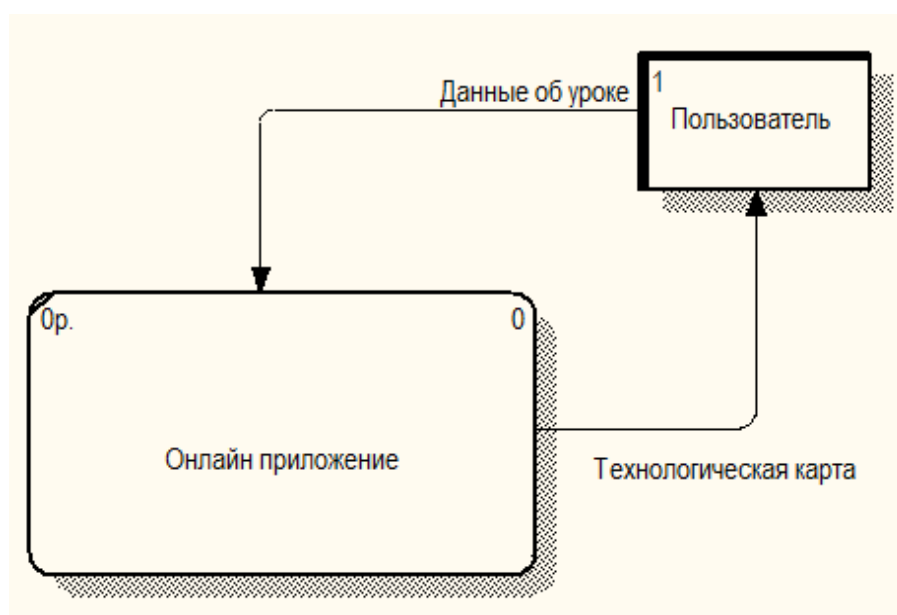 Данные об уроке
1
Пользователь
0р.
0
Онлайн приложение
Технологическая карта